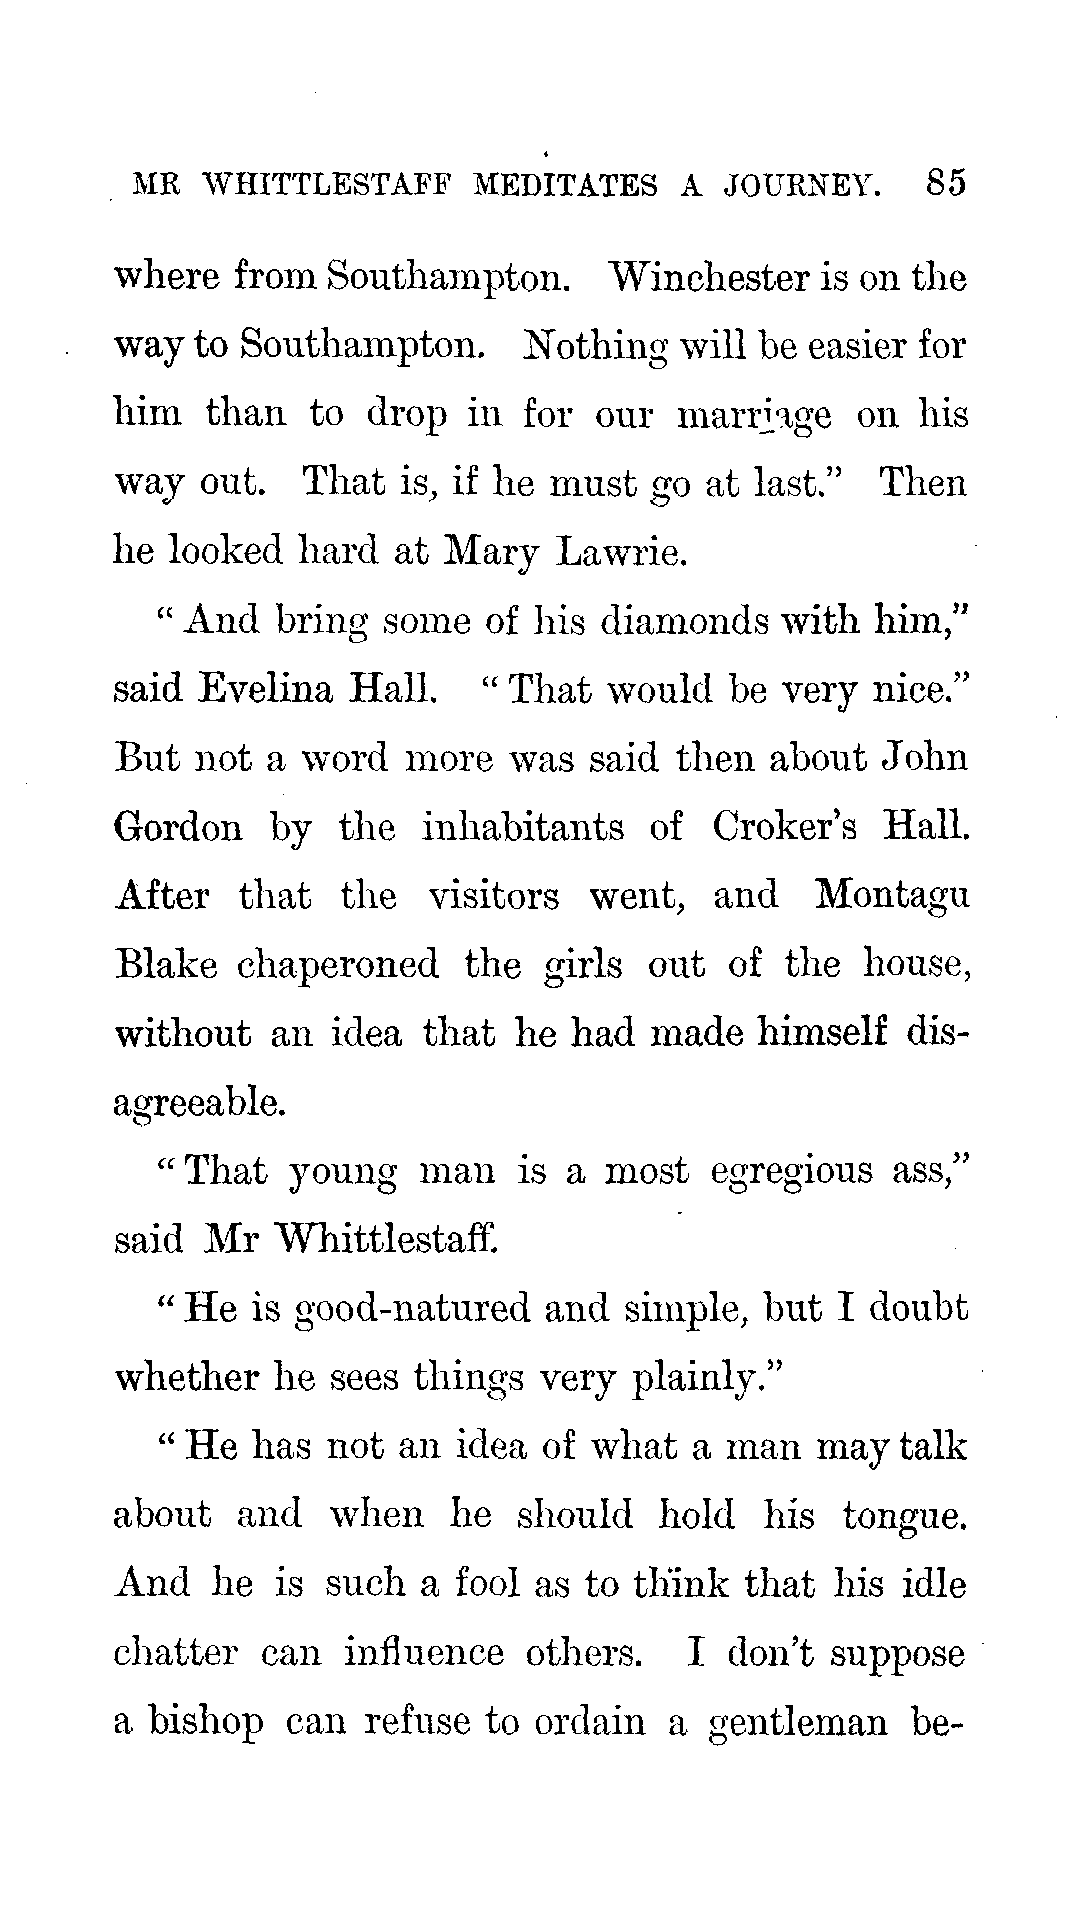 MR WHITTLESTAFF MEDITATES A JOURNEY. 85
where from Southampton. Winchester is on the
way to Southampton. Nothing will be easier for
him than to drop in for our marriage on his
way out. That is, if he must go at last.” Then
he looked hard at Mary Lawrie.
“And bring some of his diamonds with him,”
said Evelina Hall. “That would be very nice.”
But not a word more was said then about John
Gordon by the inhabitants of Croker’s Hall.
After that the visitors went, and Montagu
Blake chaperoned the girls out of the house,
without an idea that he had made himself dis-
agreeable.
“That young man is a most egregious ass,”
said Mr Whittlestaff.
“He is good-natured and simple, but I doubt
whether he sees things very plainly.”
“He has not an idea of what a man may talk
about and when he should hold his tongue.
And he is such a fool as to think that his idle
chatter can influence others. I don’t suppose
a bishop can refuse to ordain a gentleman be-